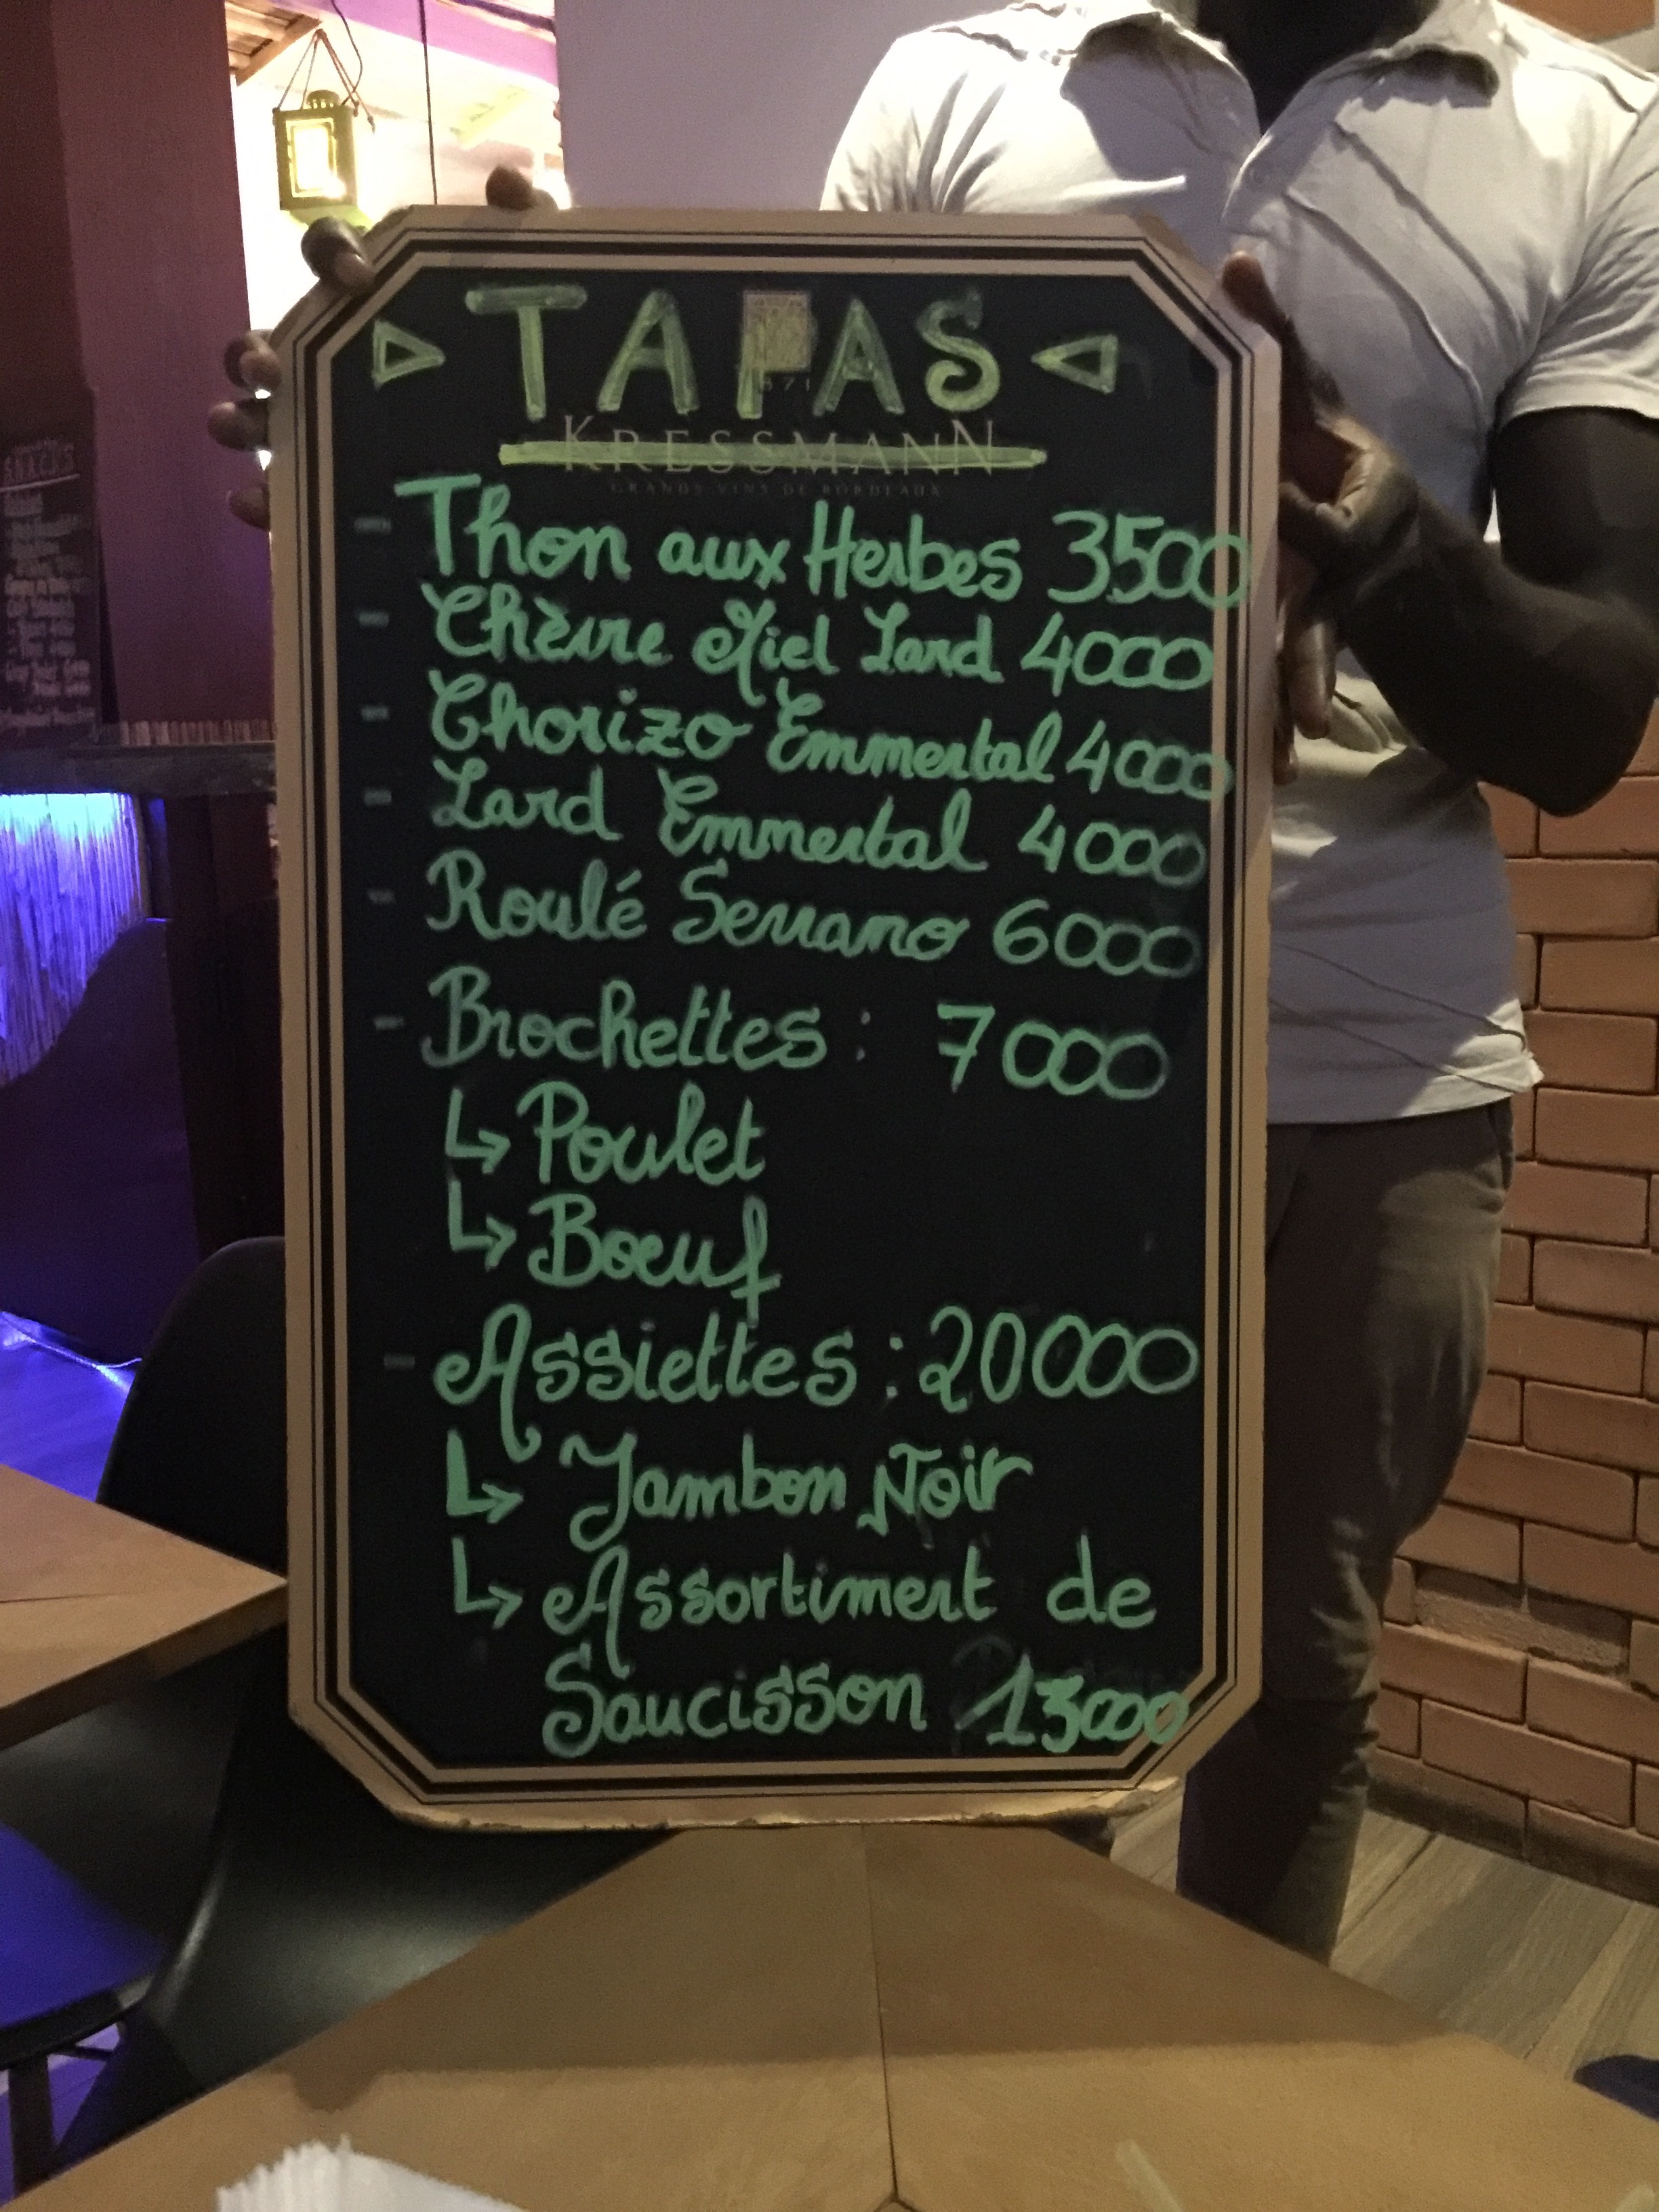 TAPAS
KRESSMANN
GRANDS VINS DE BORDEAUX
- Thon aux Herbes 3500
- Chèvre Miel Lard 4000
- Chorizo Emmental 4000
- Lard Emmental 4000
- Roulé Serrano 6000
- Brochettes : 7000
↳ Poulet
↳ Boeuf
- Assiettes : 20000
↳ Jambon Noir
↳ Assortiment de
Saucisson 13000
SNACKS